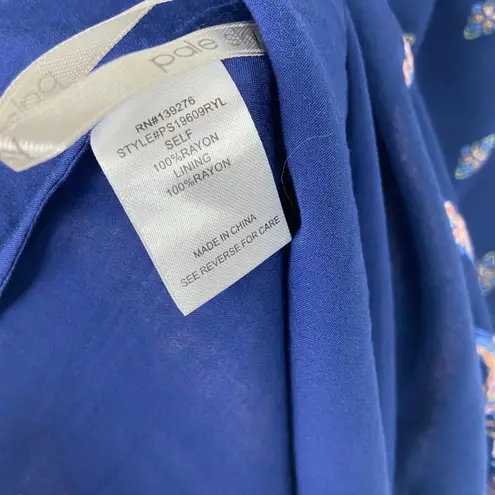 pale
RN#139276
STYLE#PS19609RYL
SELF
100%RAYON
LINING
100%RAYON
MADE IN CHINA
SEE REVERSE FOR CARE